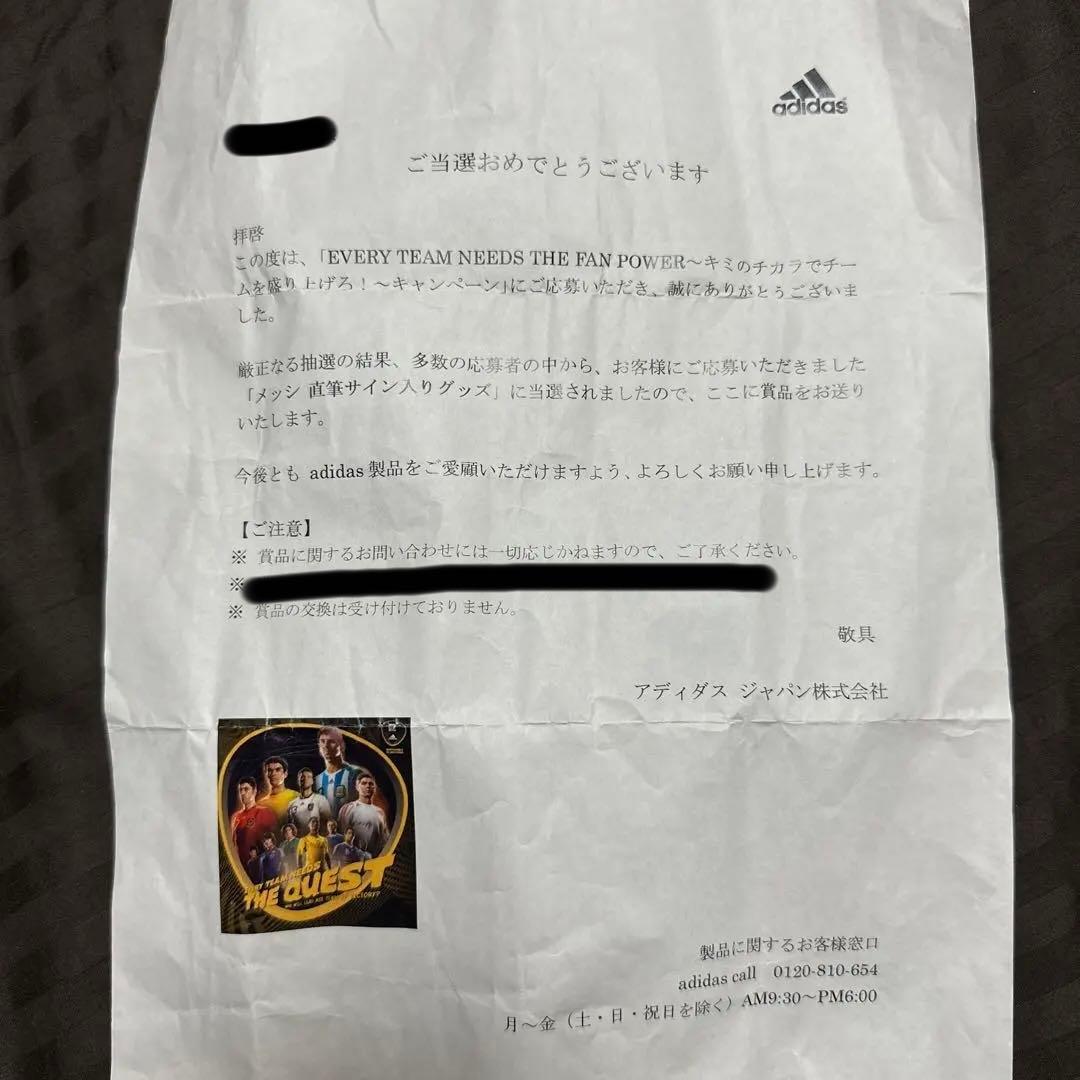 adidas
ご当選おめでとうございます
拝啓
この度は、「EVERY TEAM NEEDS THE FAN POWER～キミのチカラでチー
ムを盛り上げろ！～キャンペーン」にご応募いただき、誠にありがとうございま
した。
厳正なる抽選の結果、多数の応募者の中から、お客様にご応募いただきました
「メッシ 直筆サイン入りグッズ」に当選されましたので、ここに賞品をお送り
いたします。
今後とも adidas 製品をご愛顧いただけますよう、よろしくお願い申し上げます。
【ご注意】
※ 賞品に関するお問い合わせには一切応じかねますので、ご了承ください。
※
※ 賞品の交換は受け付けておりません。
敬具
アディダス ジャパン株式会社
TEAM NEEDS
THE QUEST
製品に関するお客様窓口
adidas call 0120-810-654
月～金（土・日・祝日を除く）AM9:30～PM6:00